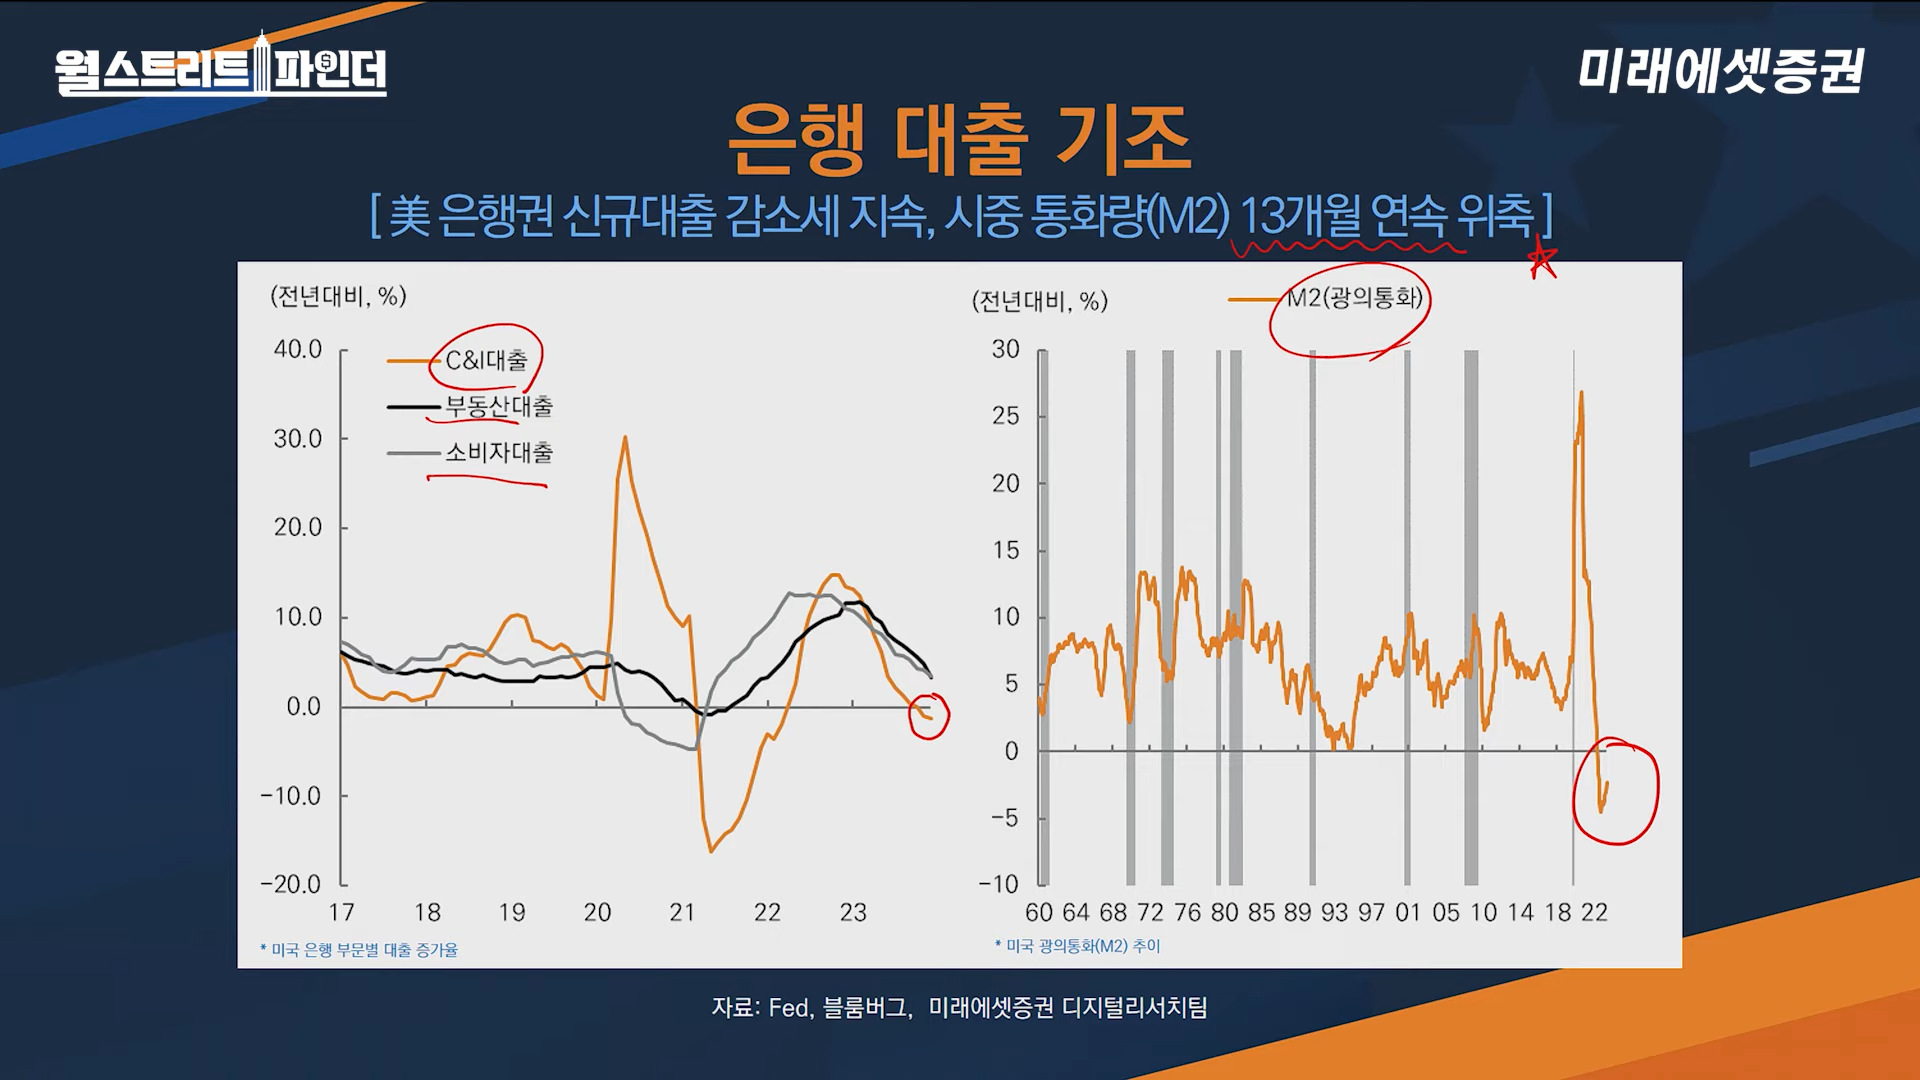 월스트리트 파인더
미래에셋증권
은행 대출 기조
[ 美 은행권 신규대출 감소세 지속, 시중 통화량(M2) 13개월 연속 위축 ]
(전년대비, %)
C&I대출
부동산대출
소비자대출
40.0
30.0
20.0
10.0
0.0
-10.0
-20.0
17 18 19 20 21 22 23
* 미국 은행 부문별 대출 증가율
(전년대비, %)
M2(광의통화)
30
25
20
15
10
5
0
-5
-10
60 64 68 72 76 80 85 89 93 97 01 05 10 14 18 22
* 미국 광의통화(M2) 추이
자료: Fed, 블룸버그, 미래에셋증권 디지털리서치팀